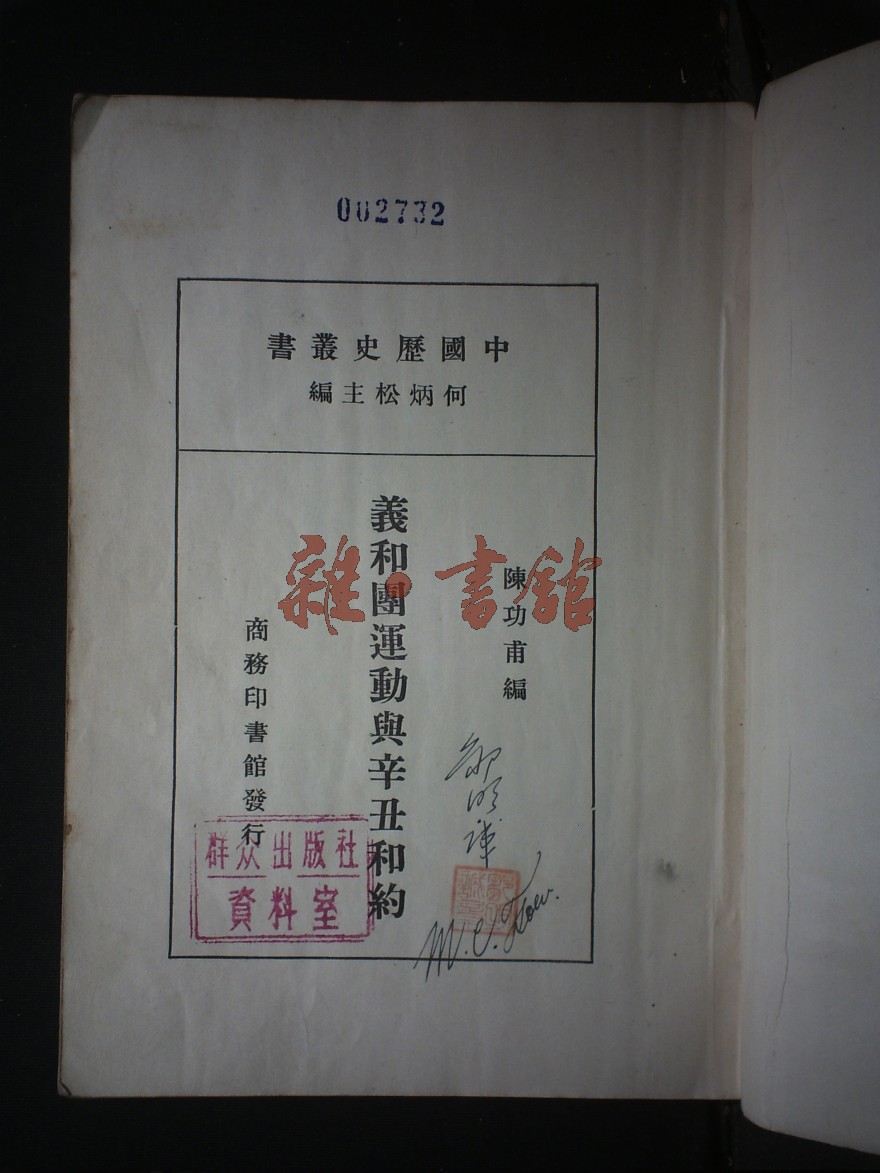 002732
中國歷史叢書
何炳松主編
陳功甫編
義和團運動與辛丑和約
商務印書館發行
雜·書館
群众出版社
資料室